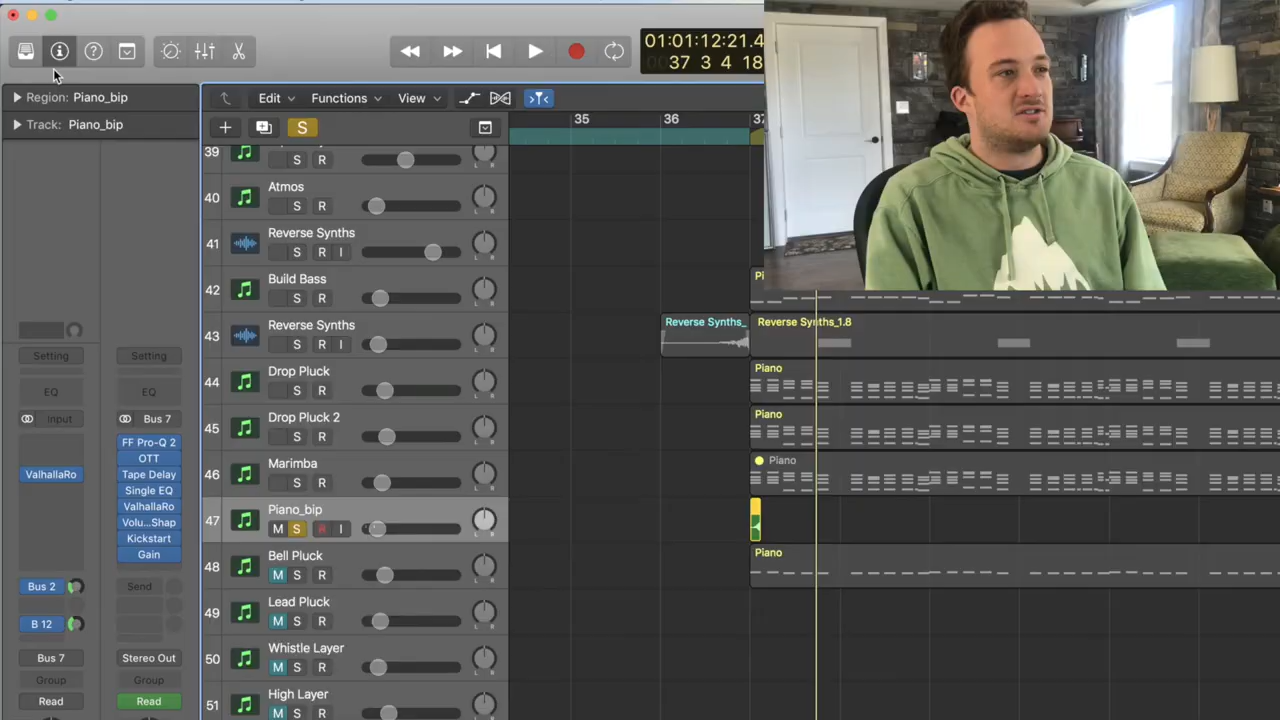 01:01:12:21.4
37 3 4 18
Region: Piano_bip
Track: Piano_bip
Edit Functions View
S
35 36 37
39 S R
L R
40 Atmos
S R
L R
41 Reverse Synths
S R I
L R
42 Build Bass
S R
L R
43 Reverse Synths
S R I
L R
Reverse Synths_ Reverse Synths_1.8
44 Drop Pluck
S R
L R
Piano
45 Drop Pluck 2
S R
L R
Piano
46 Marimba
S R
L R
Piano
47 Piano_bip
M S R I
L R
48 Bell Pluck
M S R
L R
Piano
49 Lead Pluck
M S R
L R
50 Whistle Layer
M S R
L R
51 High Layer
M S R
L R
Setting Setting
EQ EQ
Input Bus 7
FF Pro-Q 2
OTT
ValhallaRo Tape Delay
Single EQ
ValhallaRo
Volu...Shap
Kickstart
Gain
Bus 2 Send
B 12
Bus 7 Stereo Out
Group Group
Read Read